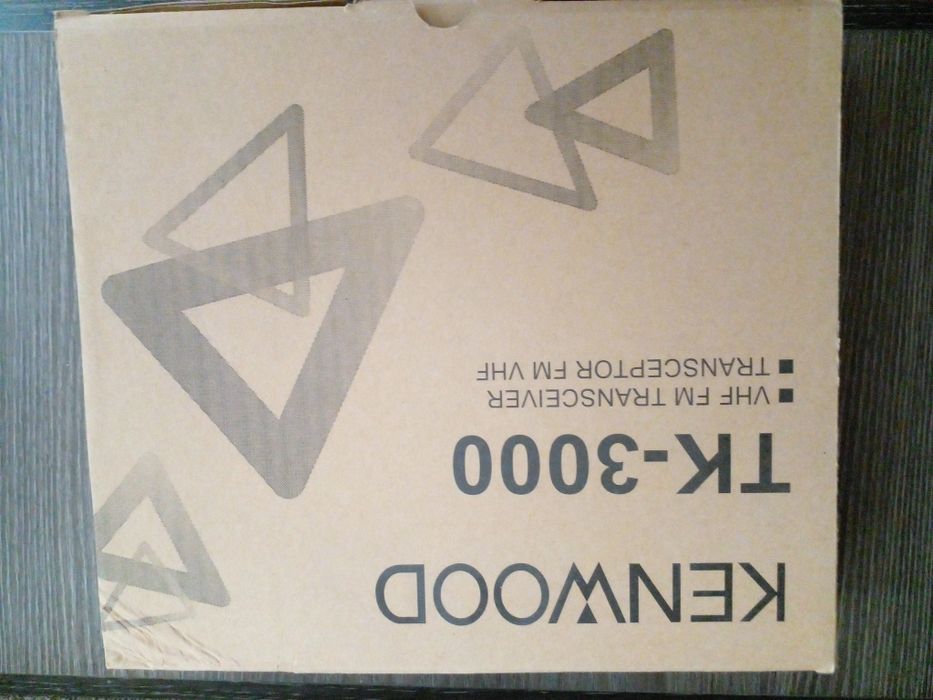 KENWOOD
TK-3000
■ VHF FM TRANSCEIVER
■ TRANSCEPTOR FM VHF